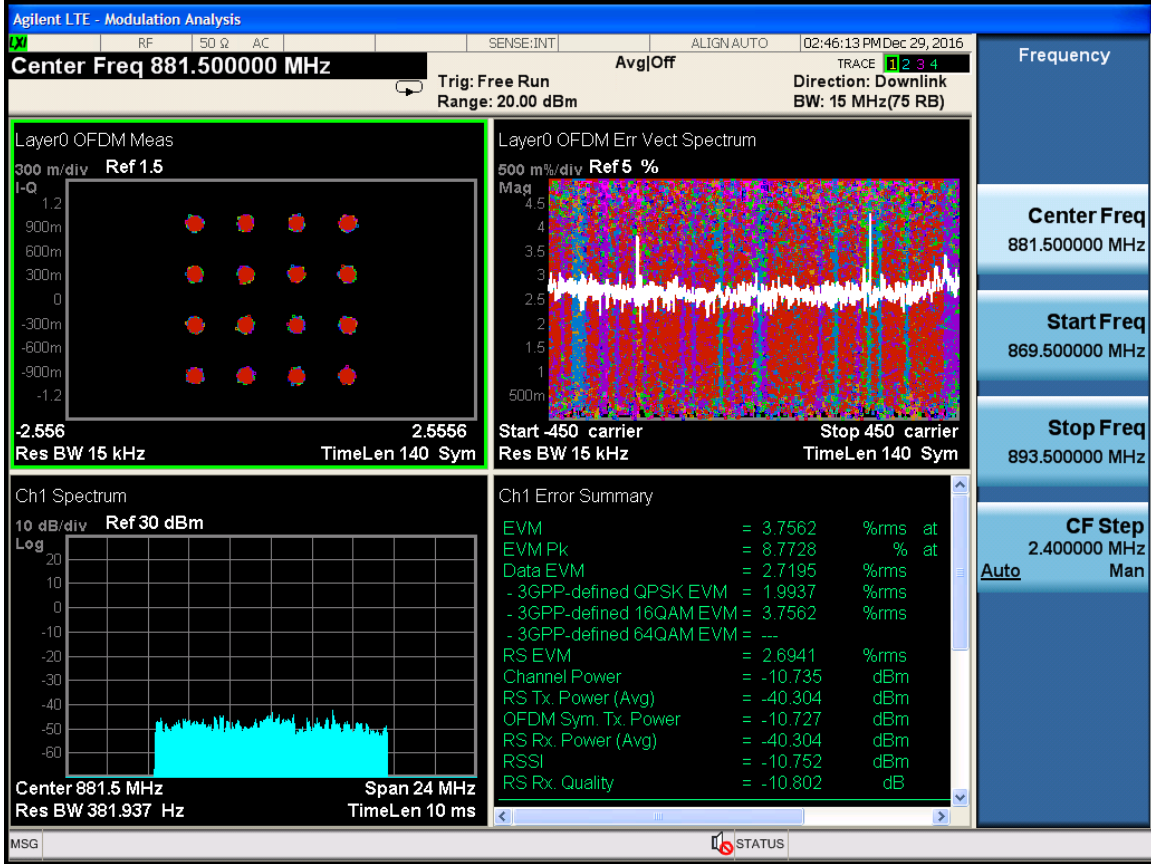 Agilent LTE - Modulation Analysis
LXI RF 50 Ω AC SENSE:INT ALIGN AUTO 02:46:13 PM Dec 29, 2016
Center Freq 881.500000 MHz
Avg|Off
TRACE 1 2 3 4
Trig: Free Run
Direction: Downlink
Range: 20.00 dBm
BW: 15 MHz(75 RB)
Layer0 OFDM Meas
300 m/div Ref 1.5
I-Q
1.2
900m
600m
300m
0
-300m
-600m
-900m
-1.2
-2.556 2.5556
Res BW 15 kHz TimeLen 140 Sym
Layer0 OFDM Err Vect Spectrum
500 m%/div Ref 5 %
Mag
4.5
4
3.5
3
2.5
2
1.5
1
500m
Start -450 carrier Stop 450 carrier
Res BW 15 kHz TimeLen 140 Sym
Ch1 Spectrum
10 dB/div Ref 30 dBm
Log
20
10
0
-10
-20
-30
-40
-50
-60
Center 881.5 MHz Span 24 MHz
Res BW 381.937 Hz TimeLen 10 ms
Ch1 Error Summary
EVM = 3.7562 %rms at
EVM Pk = 8.7728 % at
Data EVM = 2.7195 %rms
- 3GPP-defined QPSK EVM = 1.9937 %rms
- 3GPP-defined 16QAM EVM = 3.7562 %rms
- 3GPP-defined 64QAM EVM = ---
RS EVM = 2.6941 %rms
Channel Power = -10.735 dBm
RS Tx. Power (Avg) = -40.304 dBm
OFDM Sym. Tx. Power = -10.727 dBm
RS Rx. Power (Avg) = -40.304 dBm
RSSI = -10.752 dBm
RS Rx. Quality = -10.802 dB
Frequency
Center Freq
881.500000 MHz
Start Freq
869.500000 MHz
Stop Freq
893.500000 MHz
CF Step
2.400000 MHz
Auto Man
MSG STATUS